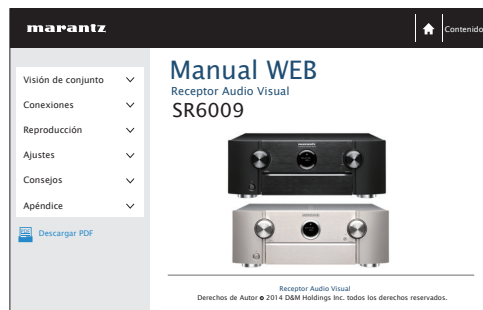 marantz
Contenido
Visión de conjunto
Conexiones
Reproducción
Ajustes
Consejos
Apéndice
Descargar PDF
Manual WEB
Receptor Audio Visual
SR6009
Receptor Audio Visual
Derechos de Autor © 2014 D&M Holdings Inc. todos los derechos reservados.